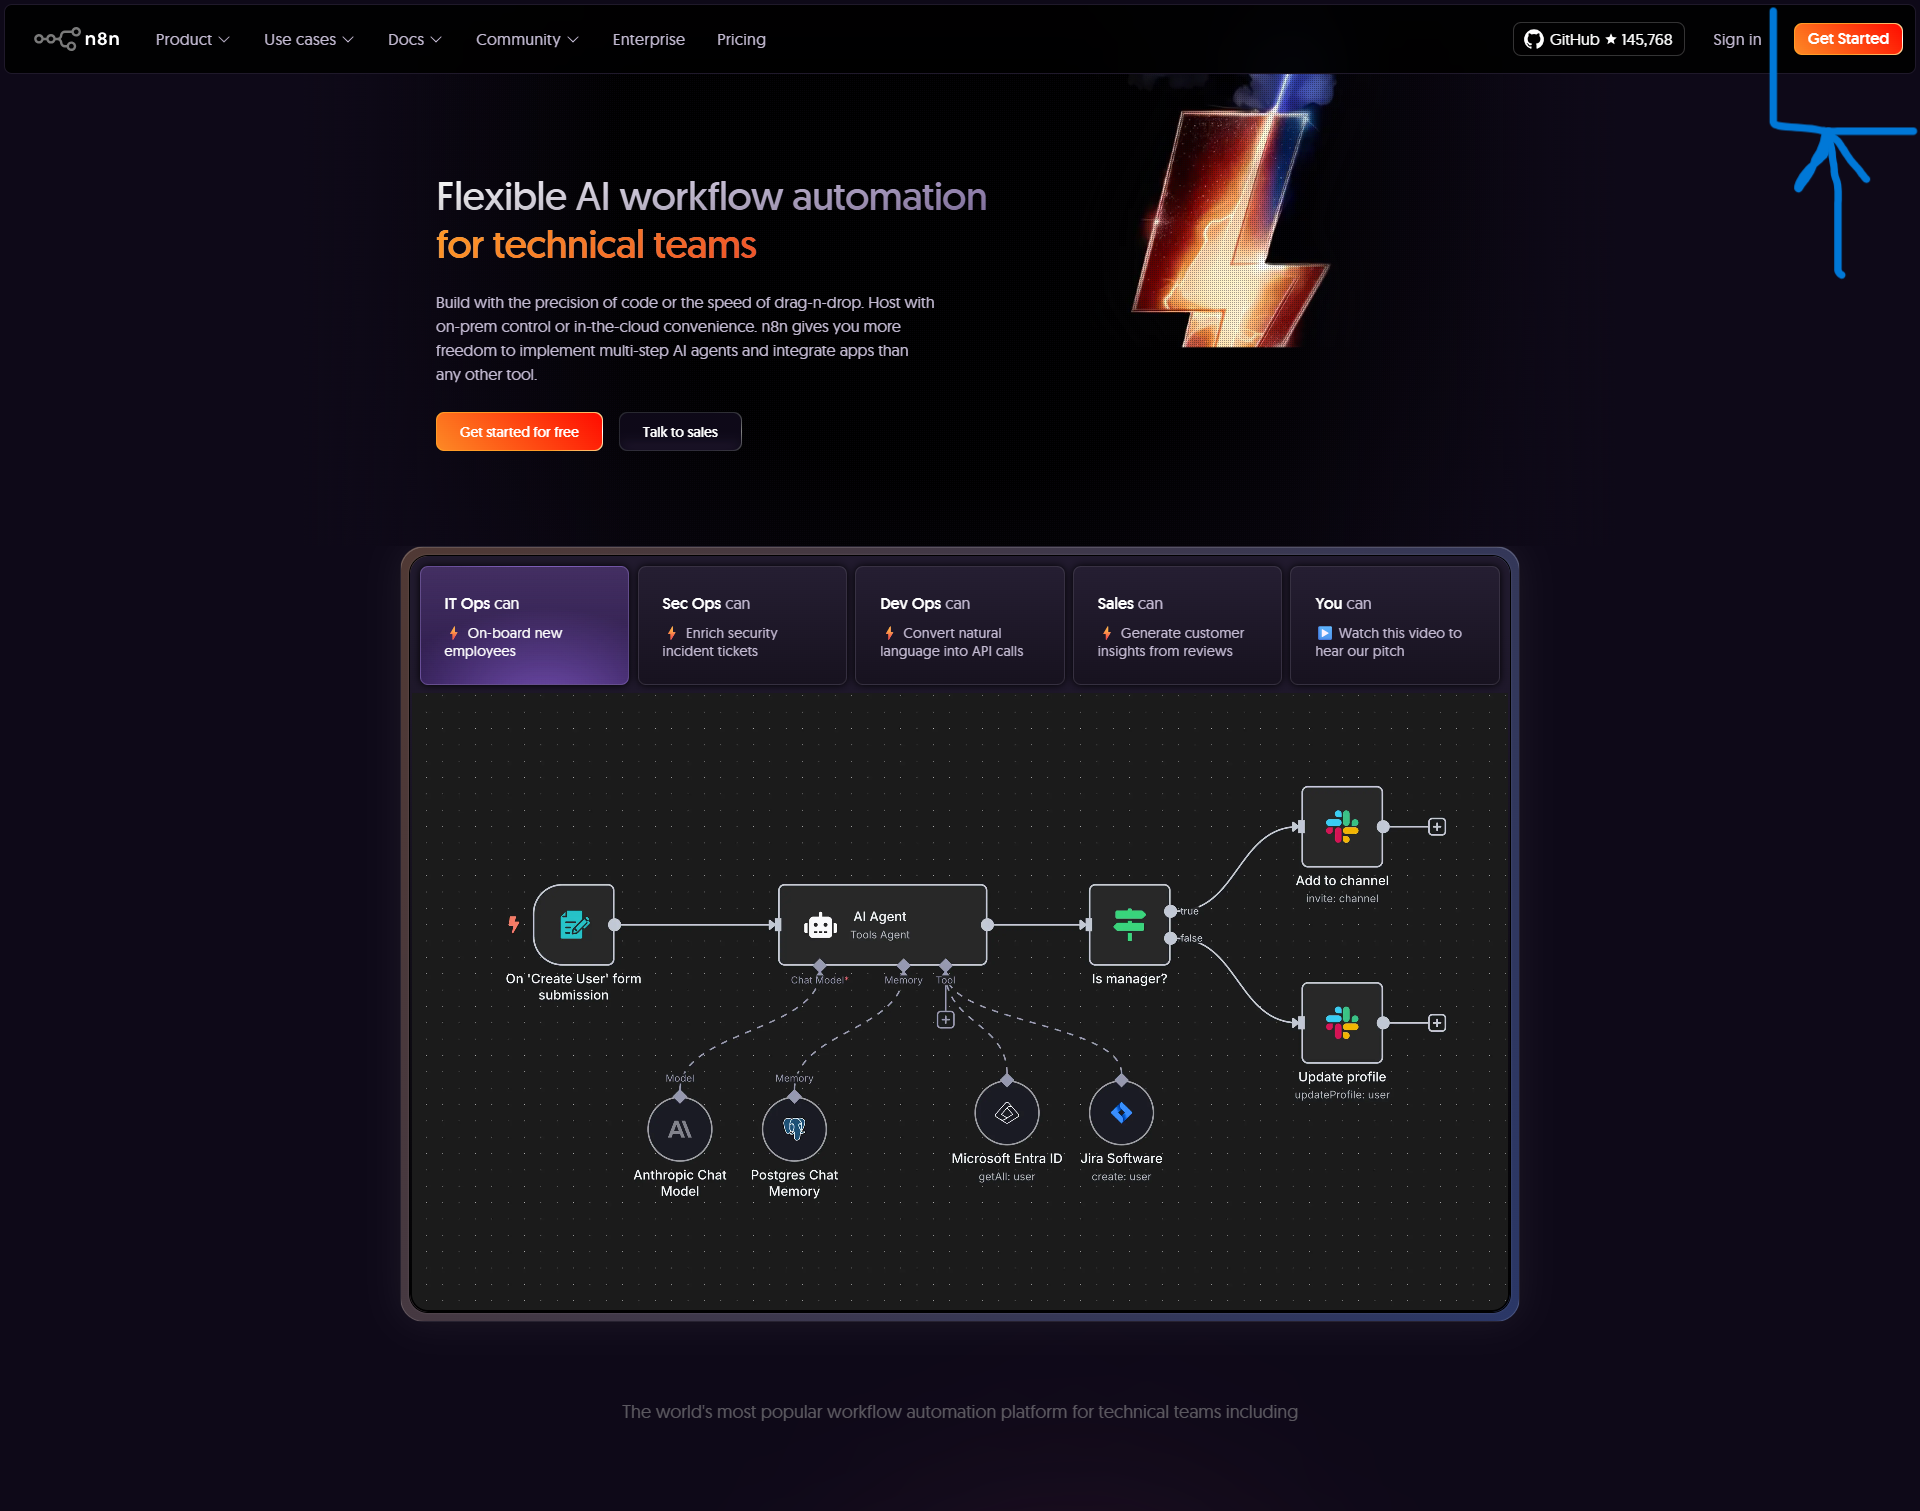 n8n
Product
Use cases
Docs
Community
Enterprise
Pricing
GitHub ★ 145,768
Sign in
Get Started
Flexible AI workflow automation
for technical teams
Build with the precision of code or the speed of drag-n-drop. Host with
on-prem control or in-the-cloud convenience. n8n gives you more
freedom to implement multi-step AI agents and integrate apps than
any other tool.
Get started for free
Talk to sales
IT Ops can
On-board new
employees
Sec Ops can
Enrich security
incident tickets
Dev Ops can
Convert natural
language into API calls
Sales can
Generate customer
insights from reviews
You can
Watch this video to
hear our pitch
On 'Create User' form
submission
AI Agent
Tools Agent
Chat Model*
Memory
Tool
Is manager?
true
false
Add to channel
invite: channel
Update profile
updateProfile: user
Model
Anthropic Chat
Model
Memory
Postgres Chat
Memory
Microsoft Entra ID
getAll: user
Jira Software
create: user
The world's most popular workflow automation platform for technical teams including